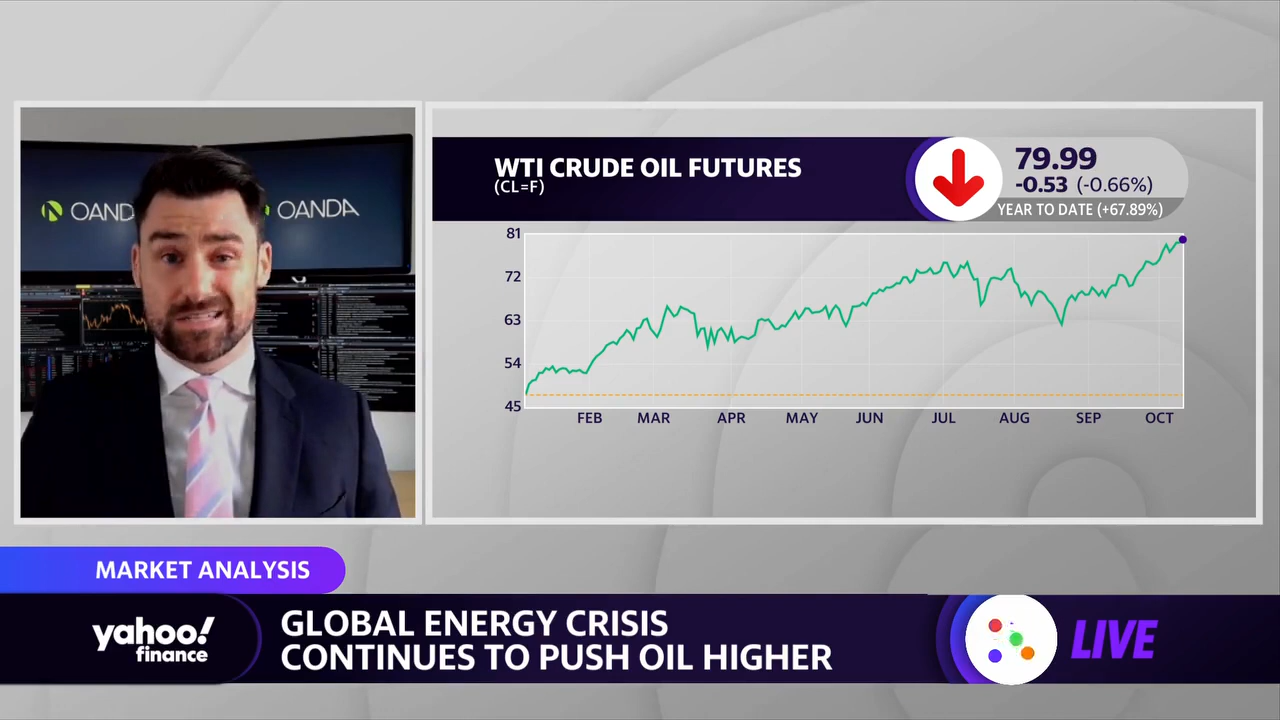 OAND
OANDA
WTI CRUDE OIL FUTURES
(CL=F)
79.99
-0.53 (-0.66%)
YEAR TO DATE (+67.89%)
81
72
63
54
45
FEB MAR APR MAY JUN JUL AUG SEP OCT
MARKET ANALYSIS
yahoo!
finance
GLOBAL ENERGY CRISIS
CONTINUES TO PUSH OIL HIGHER
LIVE